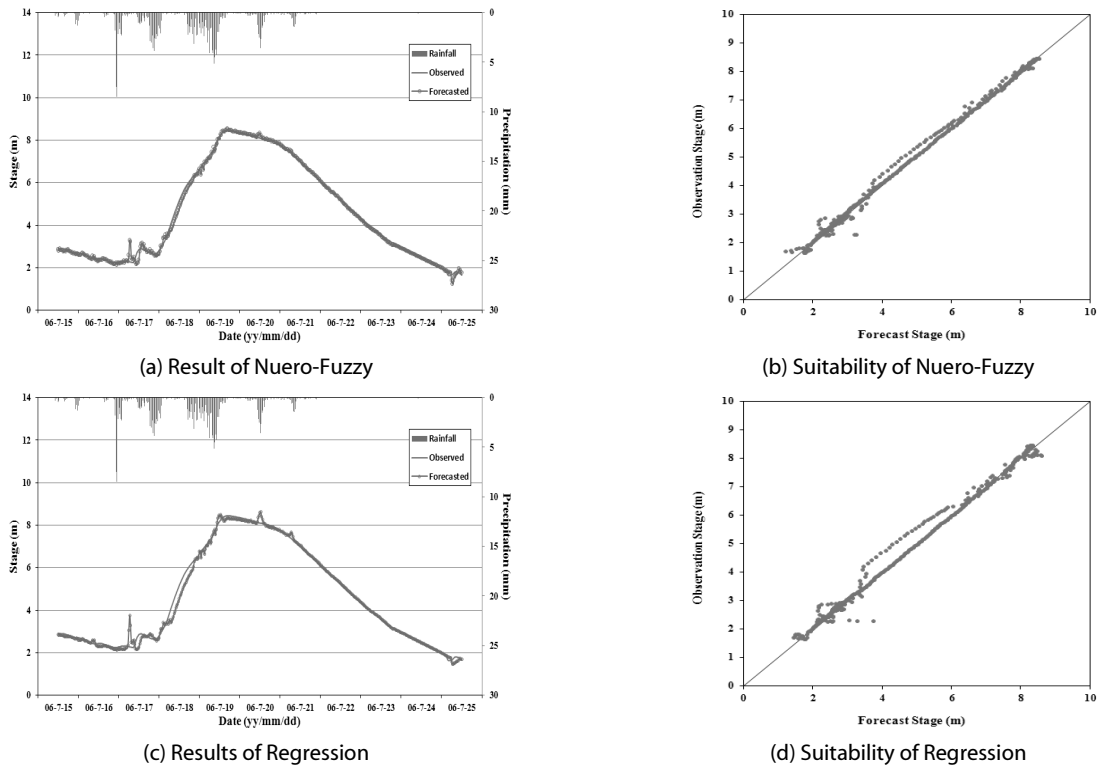 14
12
10
8
6
4
2
0
Stage (m)
0
5
10
15
20
25
30
Precipitation (mm)
Rainfall
Observed
Forecasted
06-7-15 06-7-16 06-7-17 06-7-18 06-7-19 06-7-20 06-7-21 06-7-22 06-7-23 06-7-24 06-7-25
Date (yy/mm/dd)
(a) Result of Nuero-Fuzzy
10
9
8
7
6
5
4
3
2
1
0
Observation Stage (m)
0 2 4 6 8 10
Forecast Stage (m)
(b) Suitability of Nuero-Fuzzy
14
12
10
8
6
4
2
0
Stage (m)
0
5
10
15
20
25
30
Precipitation (mm)
Rainfall
Observed
Forecasted
06-7-15 06-7-16 06-7-17 06-7-18 06-7-19 06-7-20 06-7-21 06-7-22 06-7-23 06-7-24 06-7-25
Date (yy/mm/dd)
(c) Results of Regression
10
9
8
7
6
5
4
3
2
1
0
Observation Stage (m)
0 2 4 6 8 10
Forecast Stage (m)
(d) Suitability of Regression